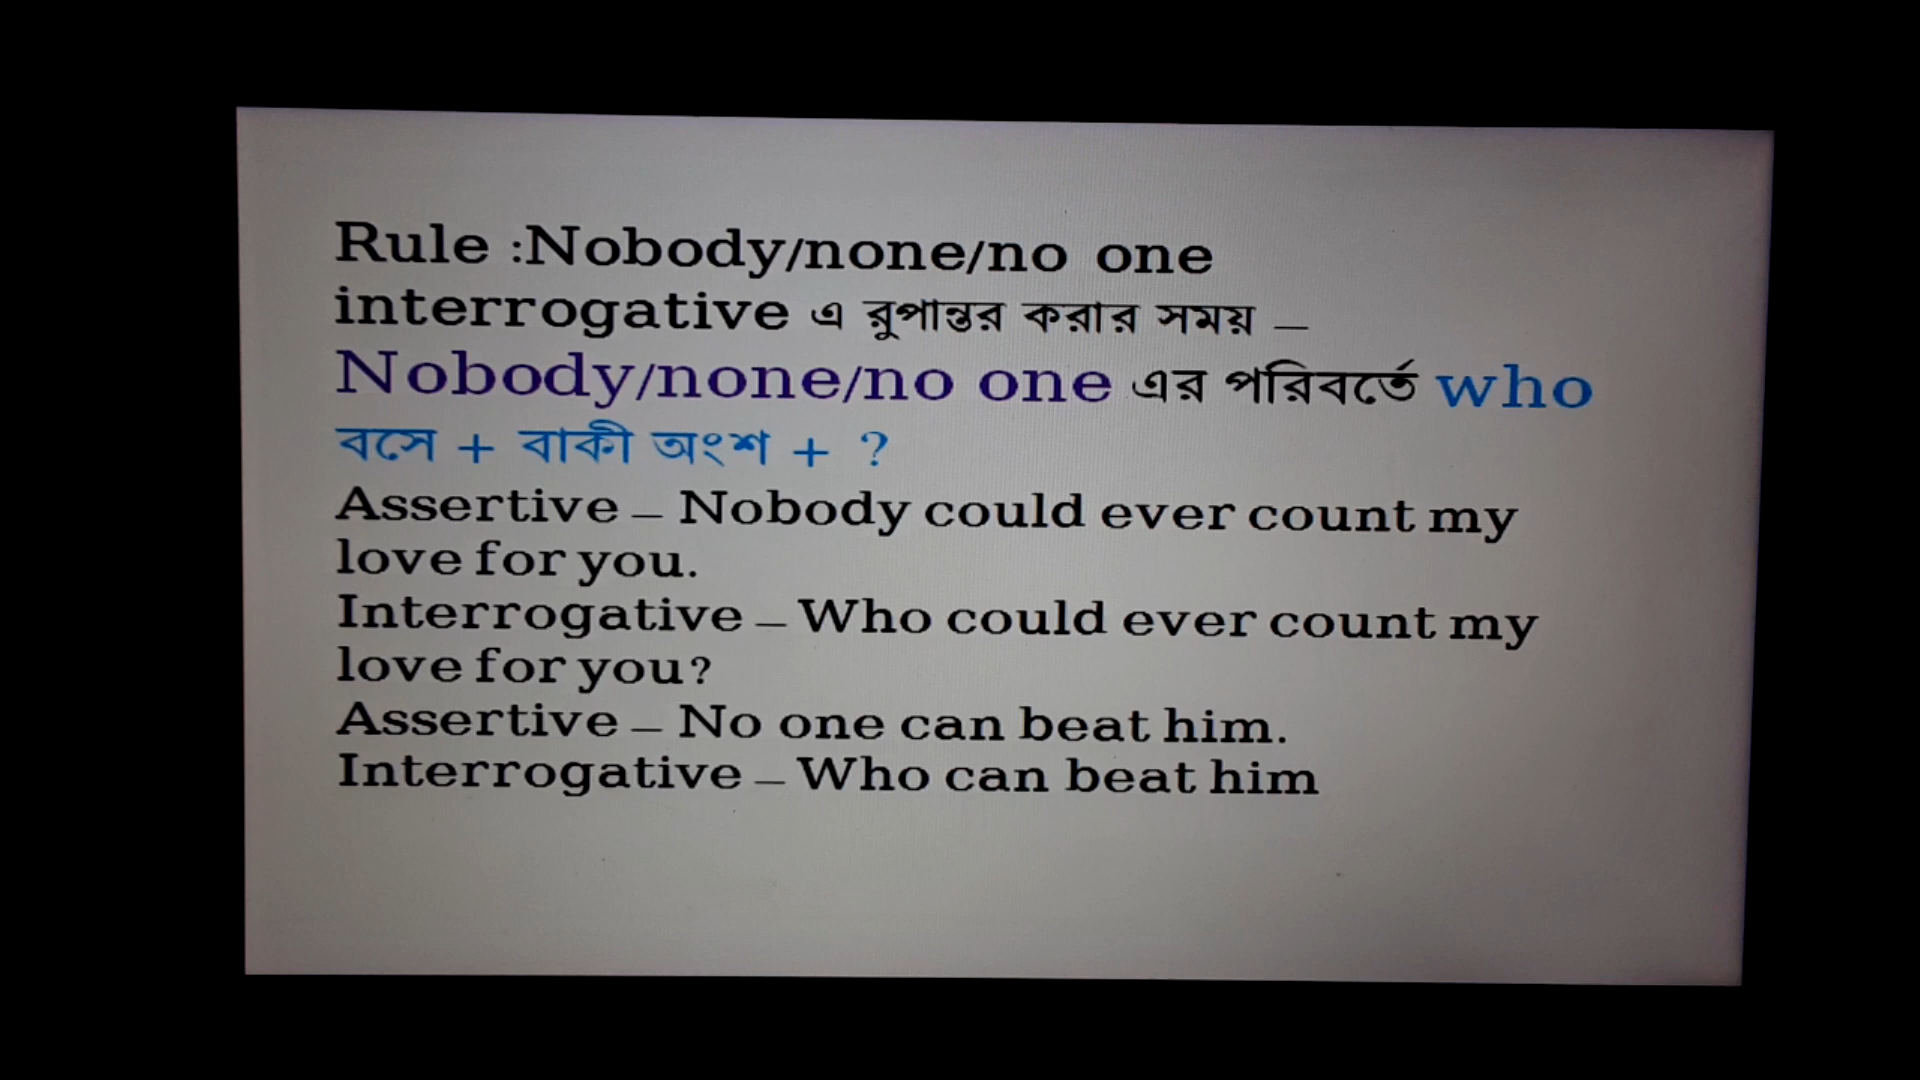 Rule :Nobody/none/no one
interrogative এ রুপান্তর করার সময় –
Nobody/none/no one এর পরিবর্তে who
বসে + বাকী অংশ + ?
Assertive – Nobody could ever count my
love for you.
Interrogative – Who could ever count my
love for you?
Assertive – No one can beat him.
Interrogative – Who can beat him